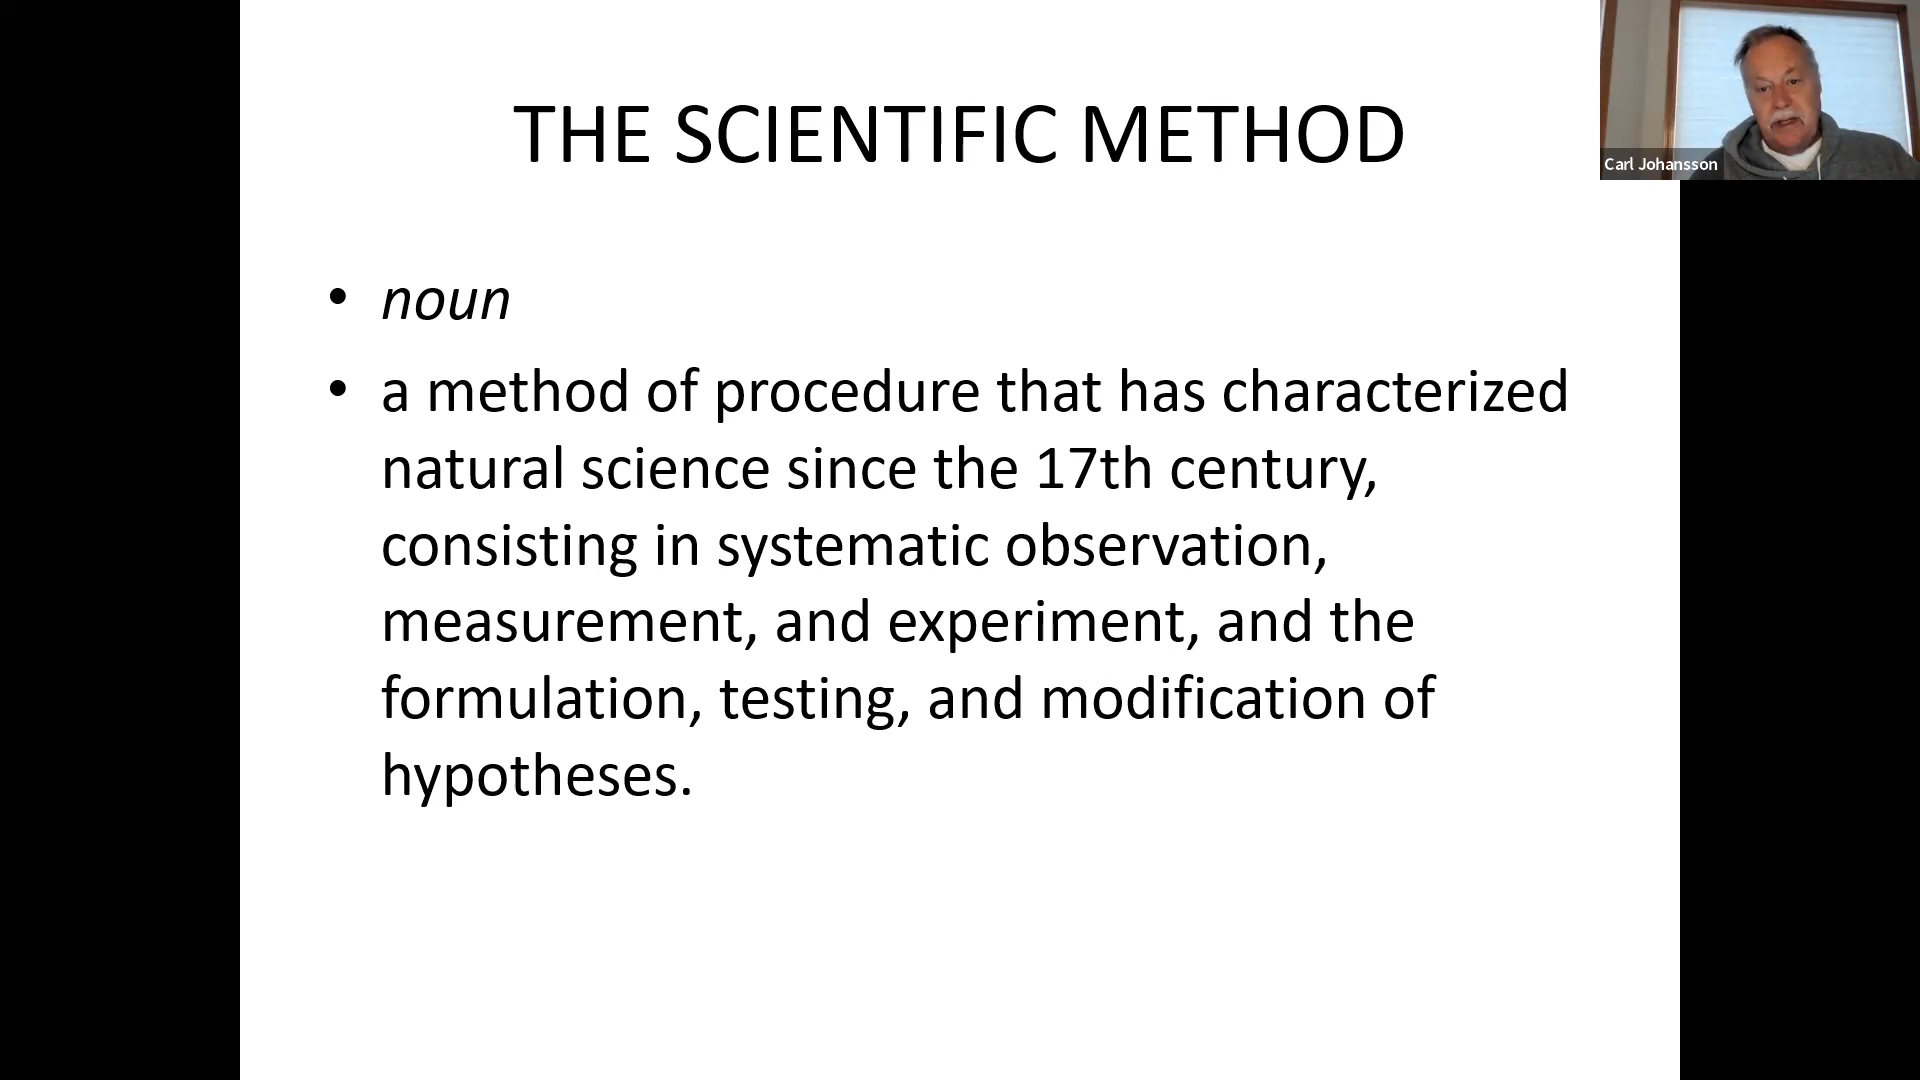 THE SCIENTIFIC METHOD
Carl Johansson
• noun
• a method of procedure that has characterized
natural science since the 17th century,
consisting in systematic observation,
measurement, and experiment, and the
formulation, testing, and modification of
hypotheses.